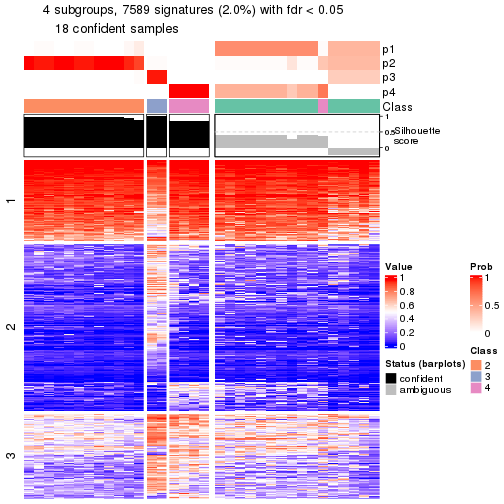 4 subgroups, 7589 signatures (2.0%) with fdr < 0.05
18 confident samples
p1
p2
p3
p4
Class
1
0.5
0
Silhouette
score
1
2
3
Value
1
0.8
0.6
0.4
0.2
0
Prob
1
0.5
0
Status (barplots)
confident
ambiguous
Class
2
3
4